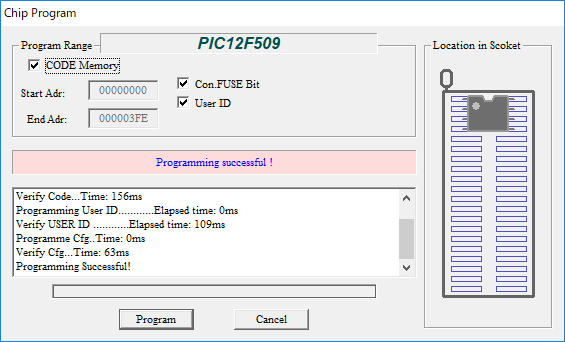 Chip Program
Program Range
PIC12F509
Location in Scoket
CODE Memory
Start Adr:
00000000
Con.FUSE Bit
User ID
End Adr:
000003FE
Programming successful !
Verify Code...Time: 156ms
Programming User ID............Elapsed time: 0ms
Verify USER ID ............Elapsed time: 109ms
Programme Cfg..Time: 0ms
Verify Cfg...Time: 63ms
Programming Successful!
Program
Cancel